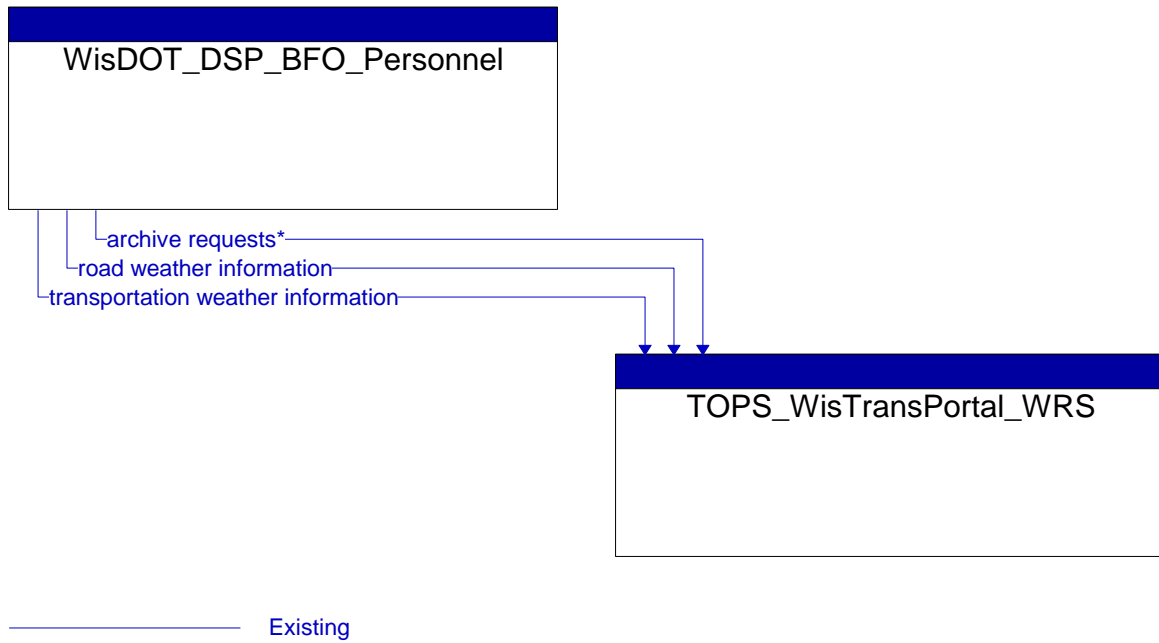 WisDOT_DSP_BFO_Personnel
archive requests*
road weather information
transportation weather information
TOPS_WisTransPortal_WRS
Existing